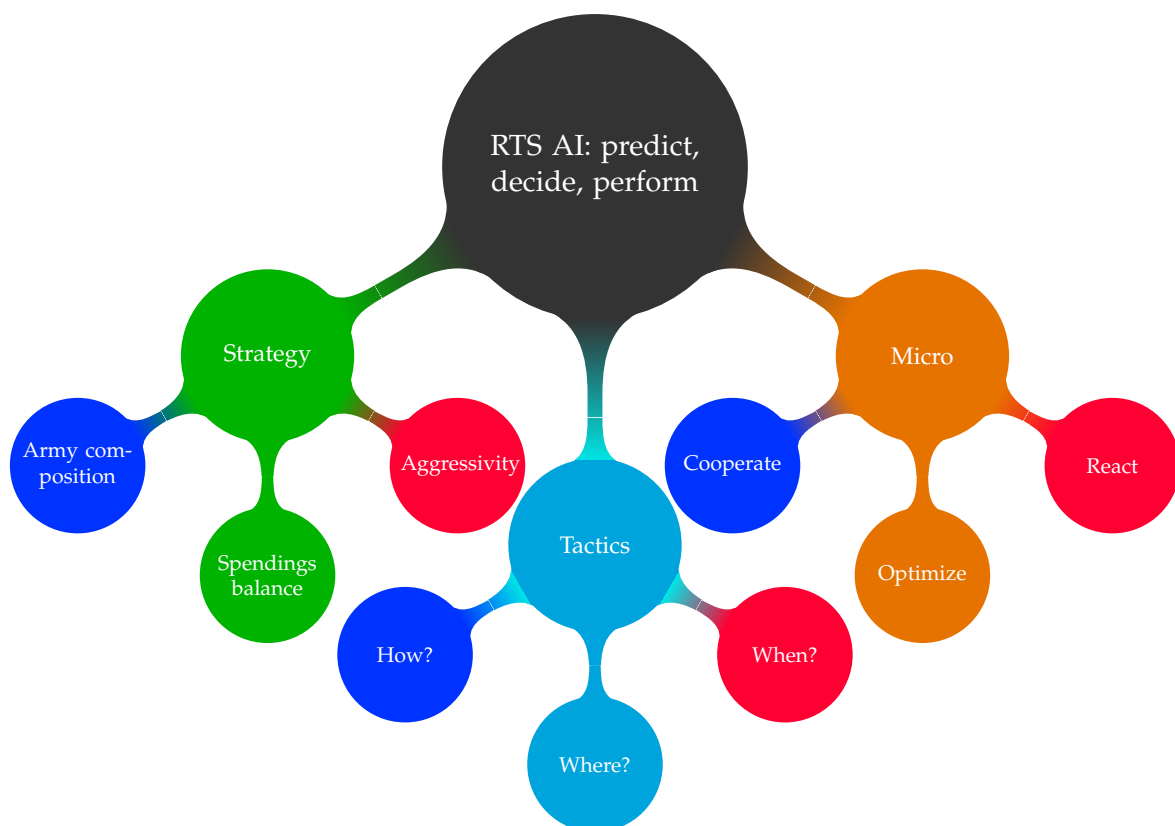 RTS AI: predict,
decide, perform
Strategy
Micro
Army com-
position
Aggressivity
Cooperate
React
Spendings
balance
Tactics
Optimize
How?
When?
Where?